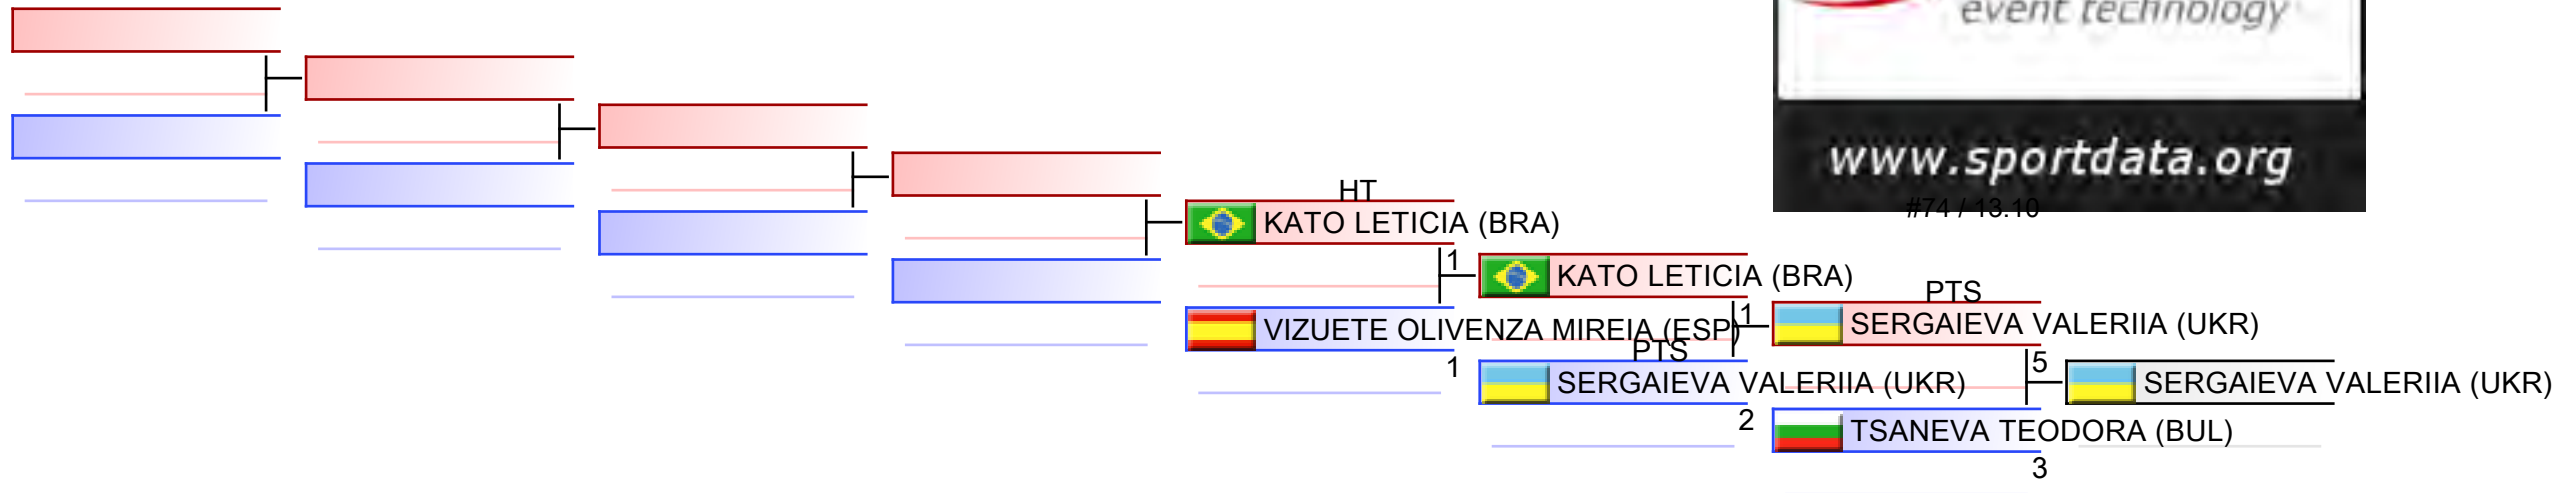 event technology
www.sportdata.org
#74 / 13.10
HT
KATO LETICIA (BRA)
1
KATO LETICIA (BRA)
PTS
1
VIZUETE OLIVENZA MIREIA (ESP)
SERGAIEVA VALERIIA (UKR)
PTS
1
5
SERGAIEVA VALERIIA (UKR)
SERGAIEVA VALERIIA (UKR)
2
TSANEVA TEODORA (BUL)
3